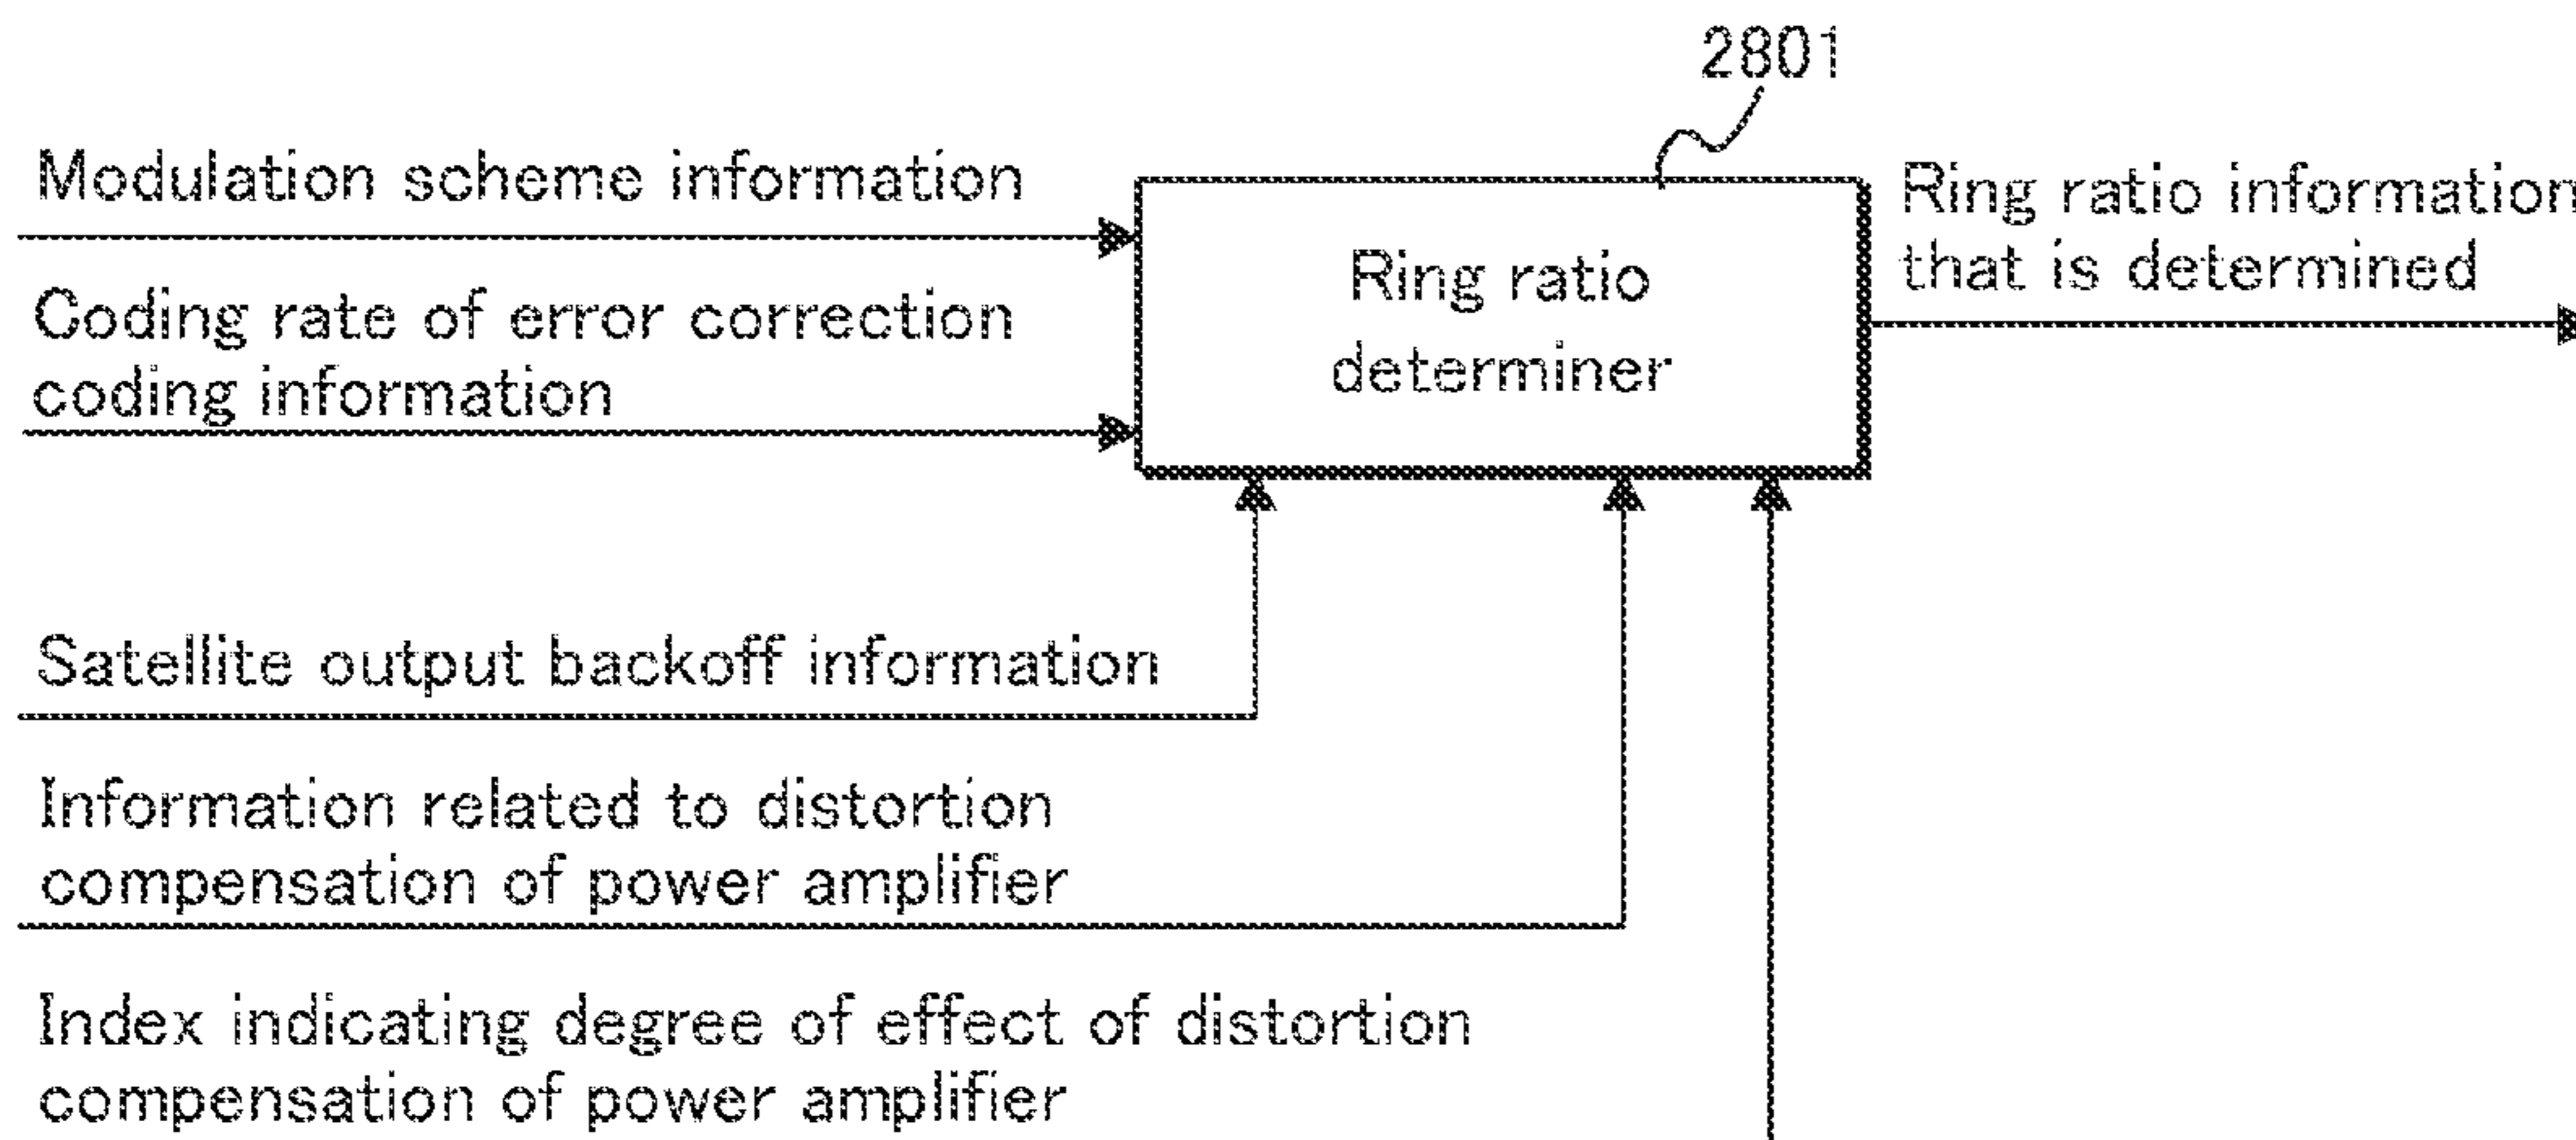 2801
Modulation scheme information
Coding rate of error correction
coding information
Ring ratio
determiner
Ring ratio information
that is determined
Satellite output backoff information
Information related to distortion
compensation of power amplifier
Index indicating degree of effect of distortion
compensation of power amplifier